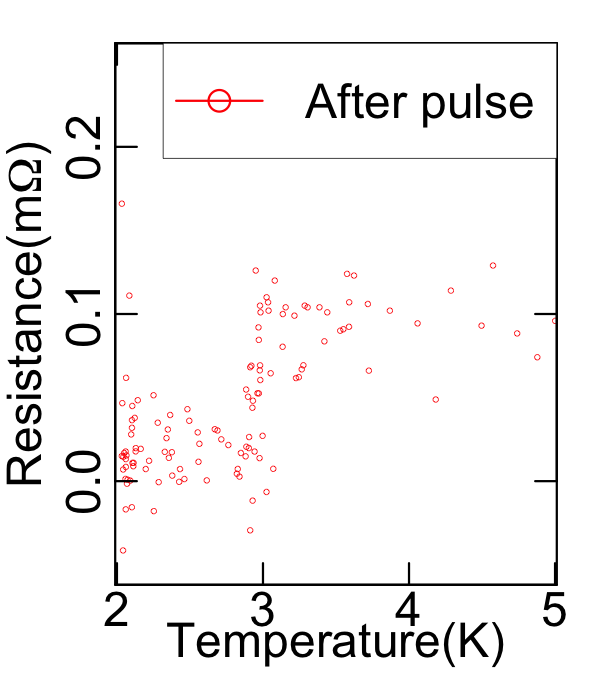 After pulse
Resistance(mΩ)
0.2
0.1
0.0
2 3 4 5
Temperature(K)